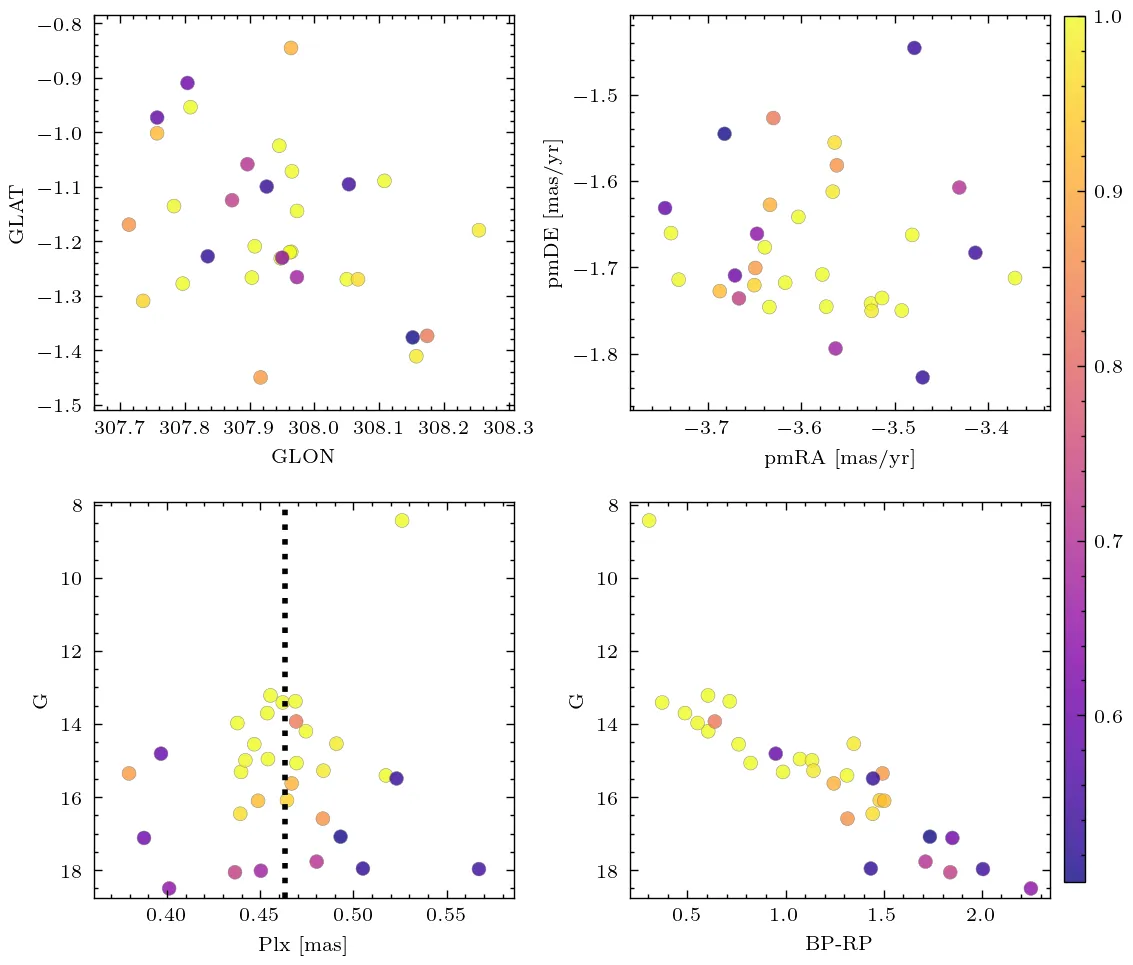 −0.8
−0.9
−1.0
−1.1
−1.2
−1.3
−1.4
−1.5
GLAT
307.7 307.8 307.9 308.0 308.1 308.2 308.3
GLON
−1.5
−1.6
−1.7
−1.8
pmDE [mas/yr]
−3.7 −3.6 −3.5 −3.4
pmRA [mas/yr]
8
10
12
14
16
18
G
0.40 0.45 0.50 0.55
Plx [mas]
8
10
12
14
16
18
G
0.5 1.0 1.5 2.0
BP-RP
1.0
0.9
0.8
0.7
0.6